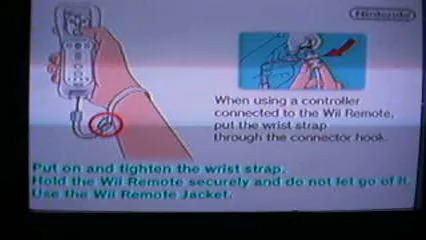 Nintendo
When using a controller
connected to the Wii Remote,
put the wrist strap
through the connector hook.
Put on and tighten the wrist strap.
Hold the Wii Remote securely and do not let go of it.
Use the Wii Remote Jacket.